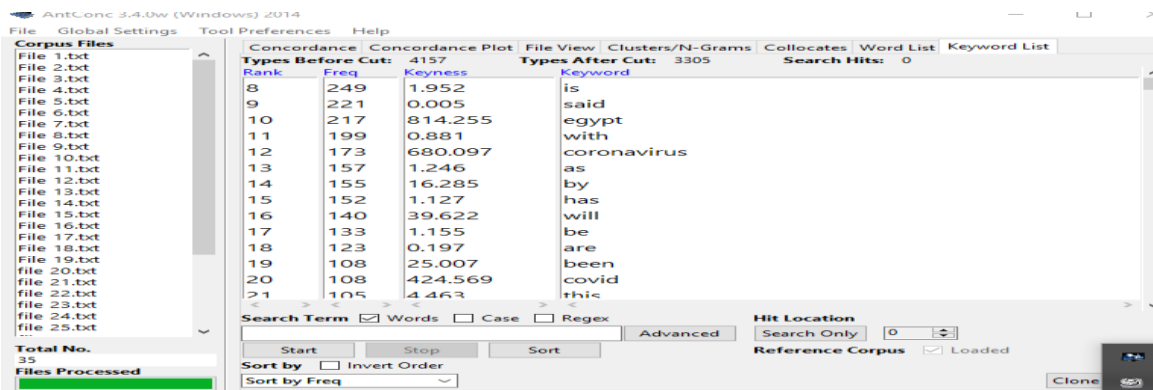 AntConc 3.4.0w (Windows) 2014
File Global Settings Tool Preferences Help
Corpus Files
File 1.txt
File 2.txt
File 3.txt
File 4.txt
File 5.txt
File 6.txt
File 7.txt
File 8.txt
File 9.txt
File 10.txt
File 11.txt
File 12.txt
File 13.txt
File 14.txt
File 15.txt
File 16.txt
File 17.txt
File 18.txt
File 19.txt
file 20.txt
file 21.txt
file 22.txt
file 23.txt
file 24.txt
file 25.txt
Total No.
35
Files Processed
Concordance Concordance Plot File View Clusters/N-Grams Collocates Word List Keyword List
Types Before Cut: 4157 Types After Cut: 3305 Search Hits: 0
Rank Freq Keyness Keyword
8 249 1.952 is
9 221 0.005 said
10 217 814.255 egypt
11 199 0.881 with
12 173 680.097 coronavirus
13 157 1.246 as
14 155 16.285 by
15 152 1.127 has
16 140 39.622 will
17 133 1.155 be
18 123 0.197 are
19 108 25.007 been
20 108 424.569 covid
21 105 4.463 this
Search Term Words Case Regex Hit Location
Advanced Search Only 0
Start Stop Sort Reference Corpus Loaded
Sort by Invert Order
Sort by Freq Clone